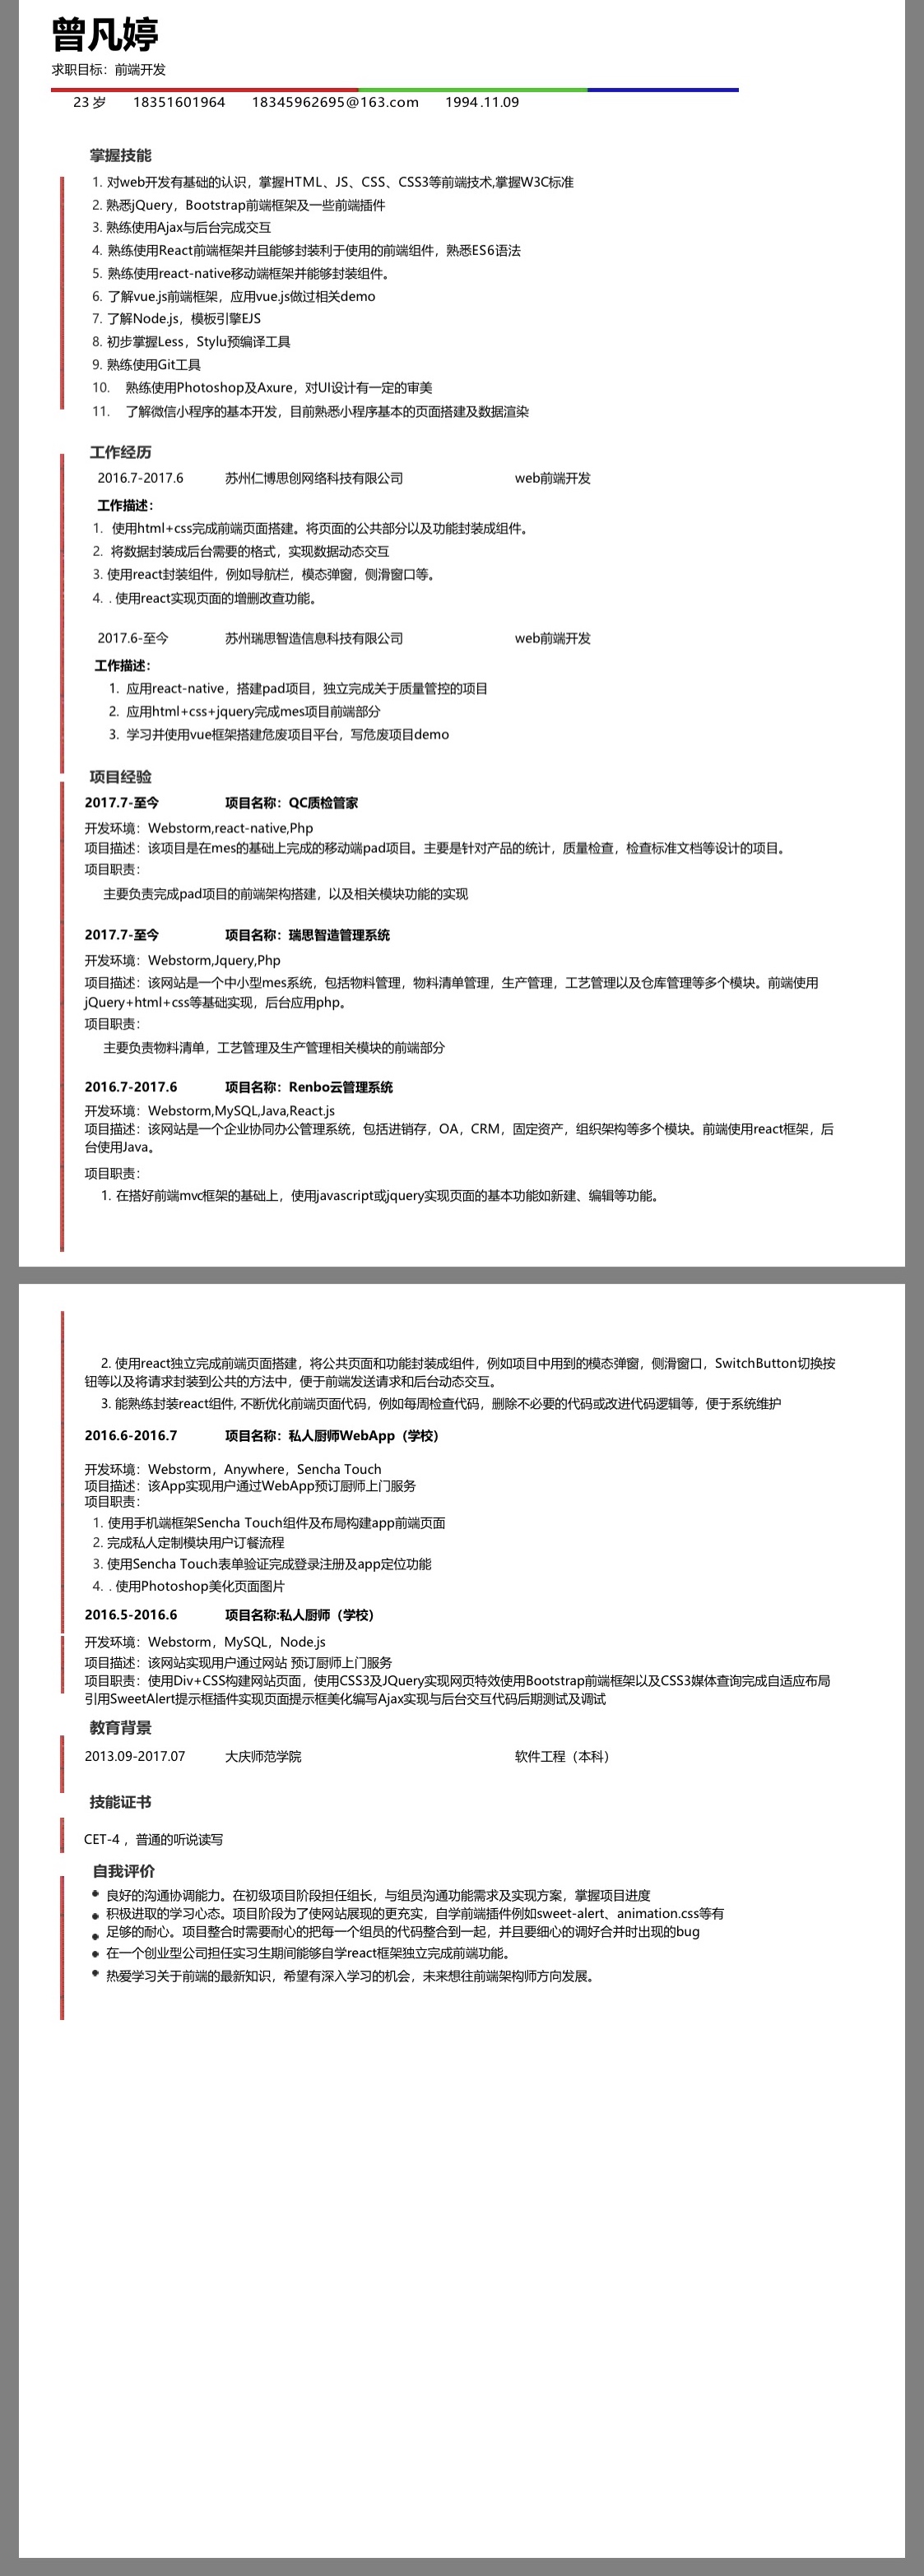 曾凡婷
求职目标：前端开发
23 岁 18351601964 18345962695@163.com 1994.11.09
掌握技能
1. 对web开发有基础的认识，掌握HTML、JS、CSS、CSS3等前端技术,掌握W3C标准
2. 熟悉jQuery，Bootstrap前端框架及一些前端插件
3. 熟练使用Ajax与后台完成交互
4. 熟练使用React前端框架并且能够封装利于使用的前端组件，熟悉ES6语法
5. 熟练使用react-native移动端框架并能够封装组件。
6. 了解vue.js前端框架，应用vue.js做过相关demo
7. 了解Node.js，模板引擎EJS
8. 初步掌握Less，Stylu预编译工具
9. 熟练使用Git工具
10. 熟练使用Photoshop及Axure，对UI设计有一定的审美
11. 了解微信小程序的基本开发，目前熟悉小程序基本的页面搭建及数据渲染
工作经历
2016.7-2017.6 苏州仁博思创网络科技有限公司 web前端开发
工作描述：
1. 使用html+css完成前端页面搭建。将页面的公共部分以及功能封装成组件。
2. 将数据封装成后台需要的格式，实现数据动态交互
3. 使用react封装组件，例如导航栏，模态弹窗，侧滑窗口等。
4. . 使用react实现页面的增删改查功能。
2017.6-至今 苏州瑞思智造信息科技有限公司 web前端开发
工作描述：
1. 应用react-native，搭建pad项目，独立完成关于质量管控的项目
2. 应用html+css+jquery完成mes项目前端部分
3. 学习并使用vue框架搭建危废项目平台，写危废项目demo
项目经验
2017.7-至今 项目名称：QC质检管家
开发环境：Webstorm,react-native,Php
项目描述：该项目是在mes的基础上完成的移动端pad项目。主要是针对产品的统计，质量检查，检查标准文档等设计的项目。
项目职责：
主要负责完成pad项目的前端架构搭建，以及相关模块功能的实现
2017.7-至今 项目名称：瑞思智造管理系统
开发环境：Webstorm,Jquery,Php
项目描述：该网站是一个中小型mes系统，包括物料管理，物料清单管理，生产管理，工艺管理以及仓库管理等多个模块。前端使用
jQuery+html+css等基础实现，后台应用php。
项目职责：
主要负责物料清单，工艺管理及生产管理相关模块的前端部分
2016.7-2017.6 项目名称：Renbo云管理系统
开发环境：Webstorm,MySQL,Java,React.js
项目描述：该网站是一个企业协同办公管理系统，包括进销存，OA，CRM，固定资产，组织架构等多个模块。前端使用react框架，后
台使用Java。
项目职责：
1. 在搭好前端mvc框架的基础上，使用javascript或jquery实现页面的基本功能如新建、编辑等功能。
2. 使用react独立完成前端页面搭建，将公共页面和功能封装成组件，例如项目中用到的模态弹窗，侧滑窗口，SwitchButton切换按
钮等以及将请求封装到公共的方法中，便于前端发送请求和后台动态交互。
3. 能熟练封装react组件, 不断优化前端页面代码，例如每周检查代码，删除不必要的代码或改进代码逻辑等，便于系统维护
2016.6-2016.7 项目名称：私人厨师WebApp（学校）
开发环境：Webstorm，Anywhere，Sencha Touch
项目描述：该App实现用户通过WebApp预订厨师上门服务
项目职责：
1. 使用手机端框架Sencha Touch组件及布局构建app前端页面
2. 完成私人定制模块用户订餐流程
3. 使用Sencha Touch表单验证完成登录注册及app定位功能
4. . 使用Photoshop美化页面图片
2016.5-2016.6 项目名称:私人厨师（学校）
开发环境：Webstorm，MySQL，Node.js
项目描述：该网站实现用户通过网站 预订厨师上门服务
项目职责：使用Div+CSS构建网站页面，使用CSS3及JQuery实现网页特效使用Bootstrap前端框架以及CSS3媒体查询完成自适应布局
引用SweetAlert提示框插件实现页面提示框美化编写Ajax实现与后台交互代码后期测试及调试
教育背景
2013.09-2017.07 大庆师范学院 软件工程（本科）
技能证书
CET-4 ，普通的听说读写
自我评价
● 良好的沟通协调能力。在初级项目阶段担任组长，与组员沟通功能需求及实现方案，掌握项目进度
● 积极进取的学习心态。项目阶段为了使网站展现的更充实，自学前端插件例如sweet-alert、animation.css等有
● 足够的耐心。项目整合时需要耐心的把每一个组员的代码整合到一起，并且要细心的调好合并时出现的bug
● 在一个创业型公司担任实习生期间能够自学react框架独立完成前端功能。
● 热爱学习关于前端的最新知识，希望有深入学习的机会，未来想往前端架构师方向发展。